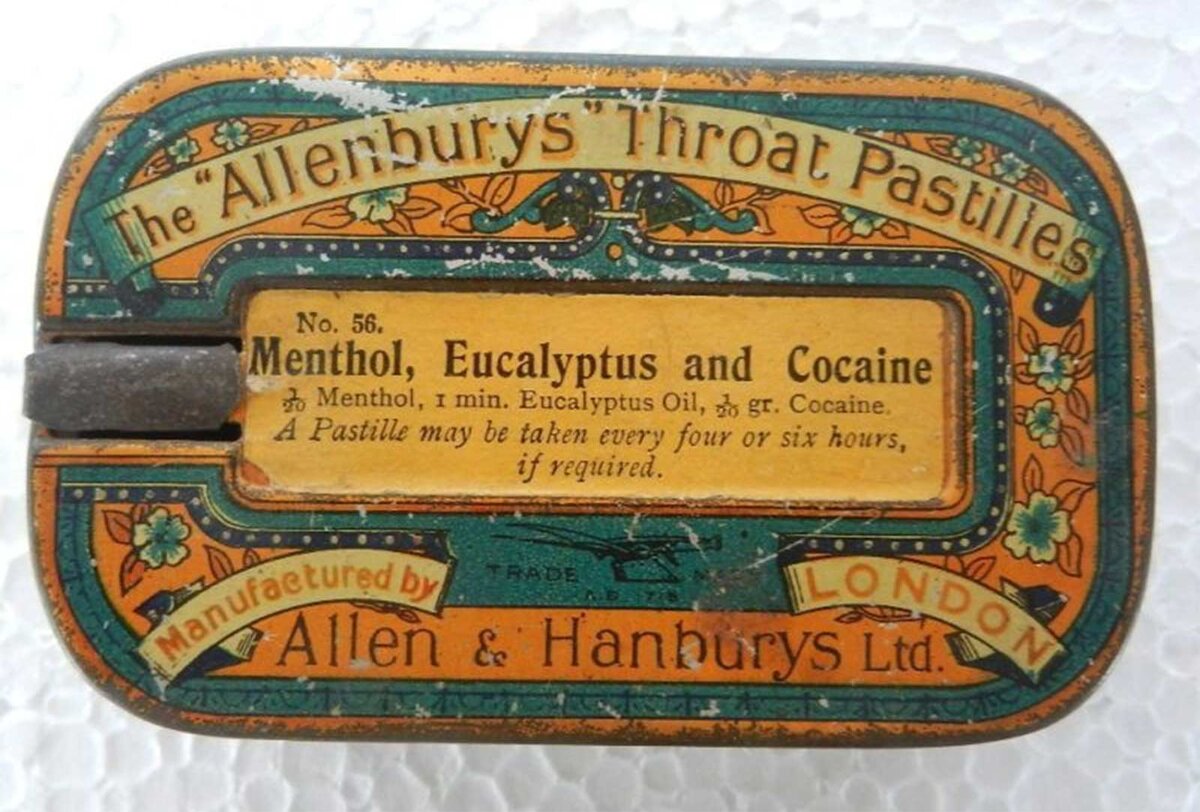 The "Allenburys" Throat Pastilles
No. 56.
Menthol, Eucalyptus and Cocaine
1/20 Menthol, 1 min. Eucalyptus Oil, 1/20 gr. Cocaine.
A Pastille may be taken every four or six hours,
if required.
TRADE
Manufactured by
LONDON
Allen & Hanburys Ltd.